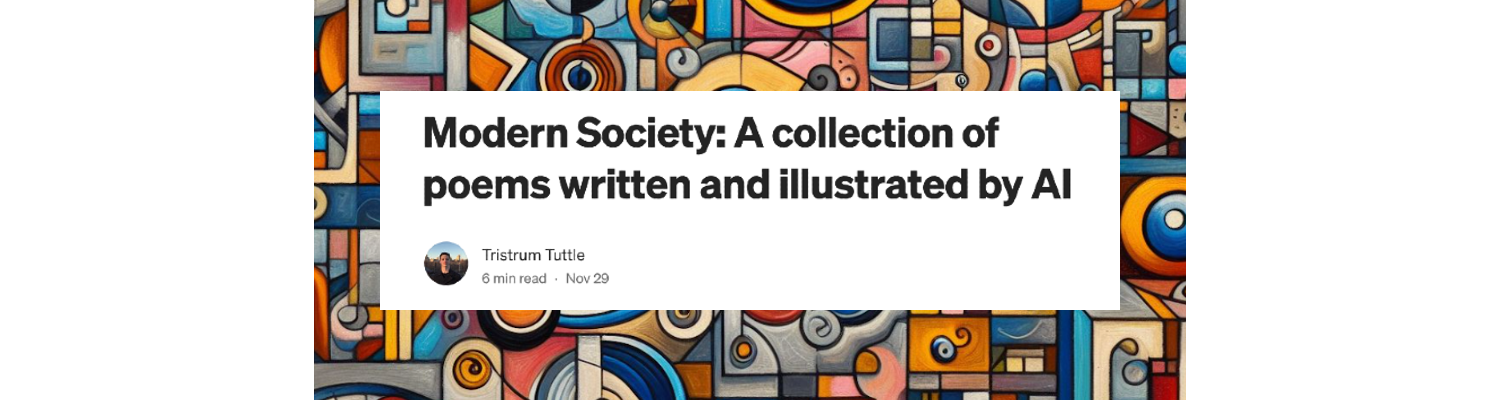 Modern Society: A collection of
poems written and illustrated by AI
Tristrum Tuttle
6 min read · Nov 29